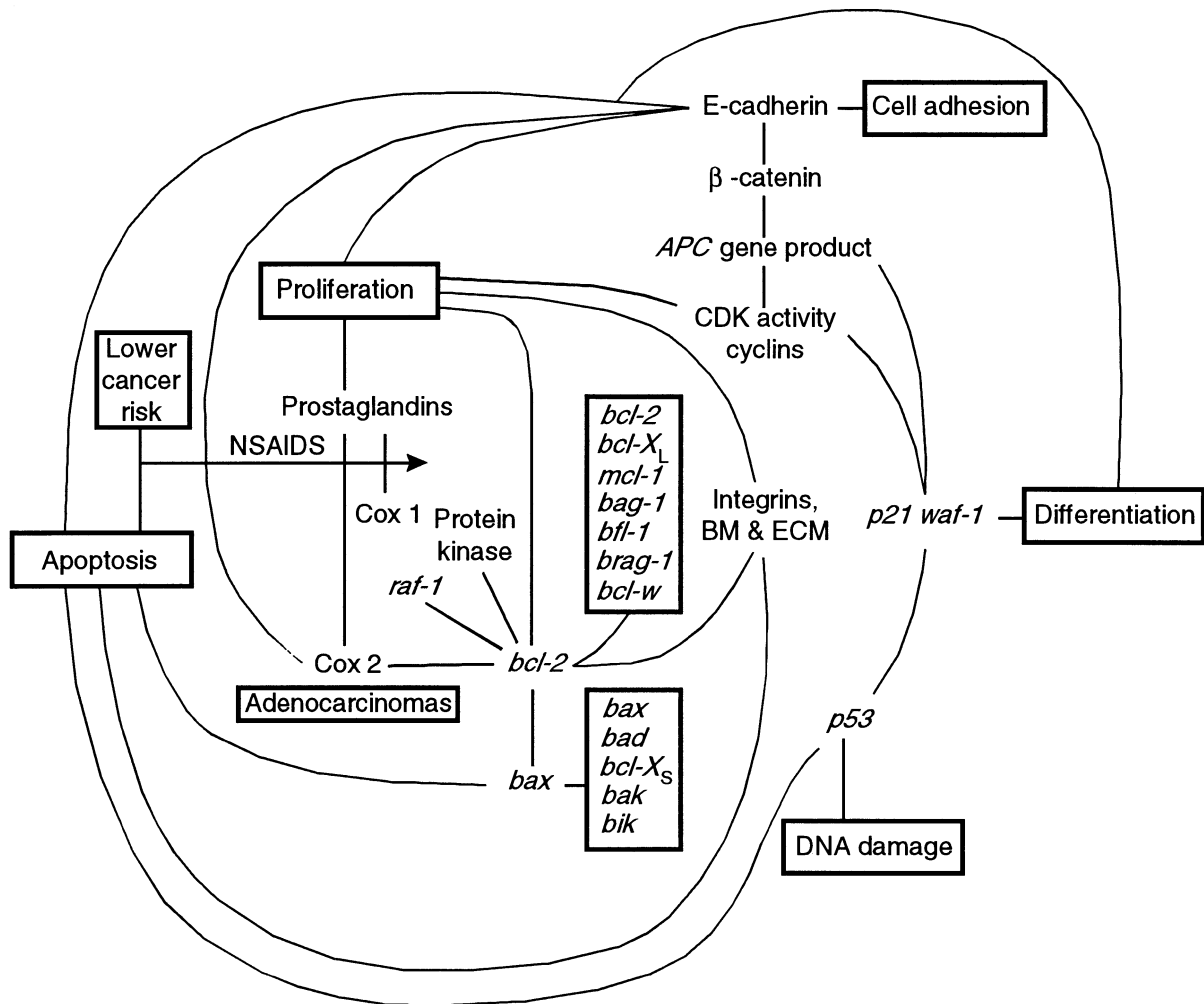 E-cadherin
Cell adhesion
β -catenin
APC gene product
Proliferation
CDK activity
cyclins
Lower
cancer
risk
Prostaglandins
NSAIDS
Cox 1
Protein
kinase
raf-1
bcl-2
bcl-XL
mcl-1
bag-1
bfl-1
brag-1
bcl-w
Integrins,
BM & ECM
p21 waf-1
Differentiation
Apoptosis
Cox 2
bcl-2
Adenocarcinomas
bax
bax
bad
bcl-XS
bak
bik
p53
DNA damage